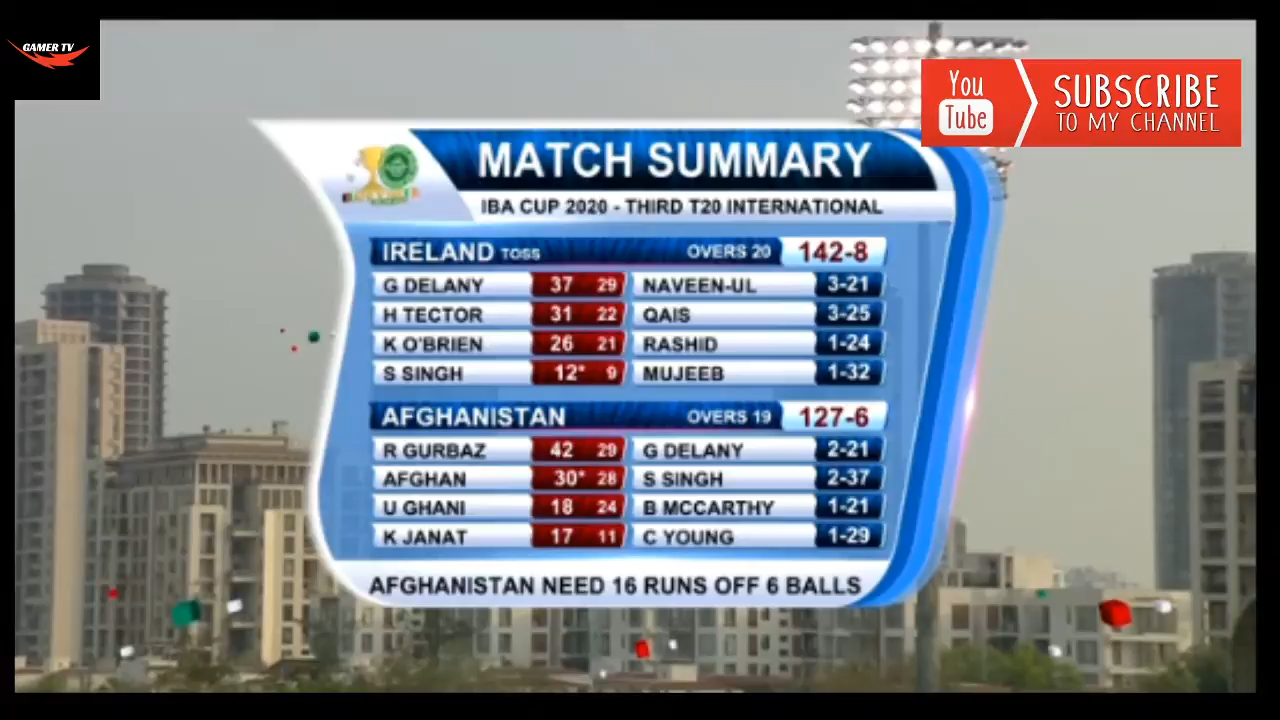 GAMER TV
You
Tube
SUBSCRIBE
TO MY CHANNEL
MATCH SUMMARY
IBA CUP 2020 - THIRD T20 INTERNATIONAL
IRELAND TOSS OVERS 20 142-8
G DELANY 37 29 NAVEEN-UL 3-21
H TECTOR 31 22 QAIS 3-25
K O'BRIEN 26 21 RASHID 1-24
S SINGH 12* 9 MUJEEB 1-32
AFGHANISTAN OVERS 19 127-6
R GURBAZ 42 29 G DELANY 2-21
AFGHAN 30* 28 S SINGH 2-37
U GHANI 18 24 B MCCARTHY 1-21
K JANAT 17 11 C YOUNG 1-29
AFGHANISTAN NEED 16 RUNS OFF 6 BALLS